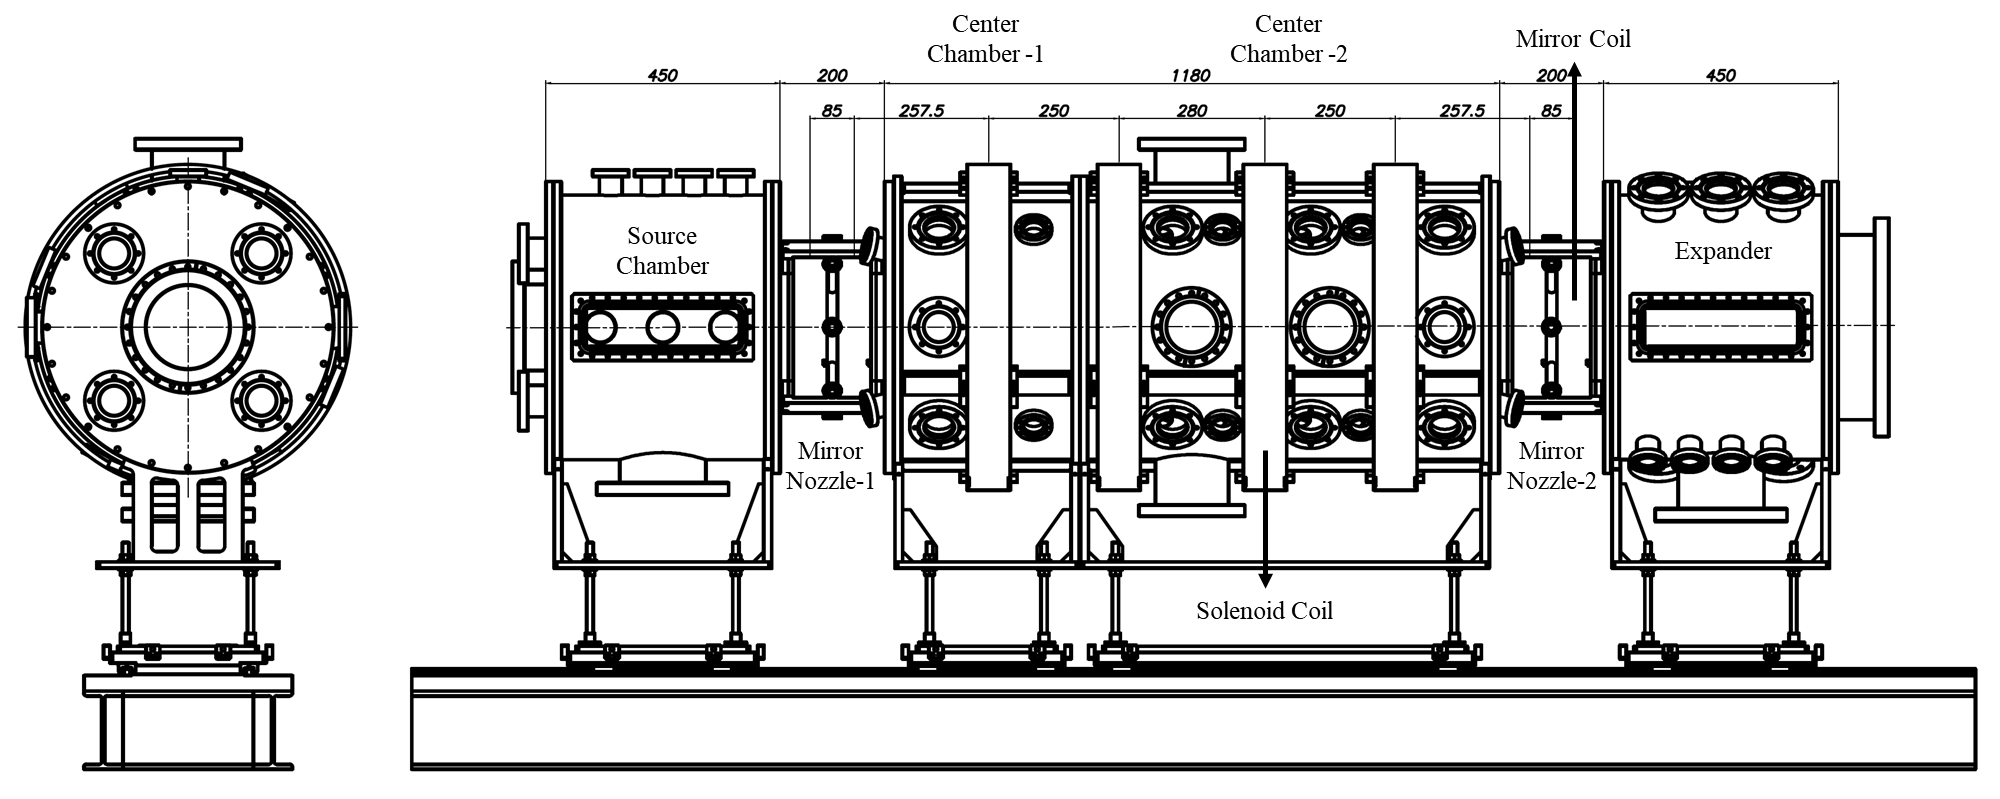 Center
Chamber -1
Center
Chamber -2
Mirror Coil
450
200
1180
200
450
85
257.5
250
280
250
257.5
85
Source
Chamber
Expander
Mirror
Nozzle-1
Mirror
Nozzle-2
Solenoid Coil